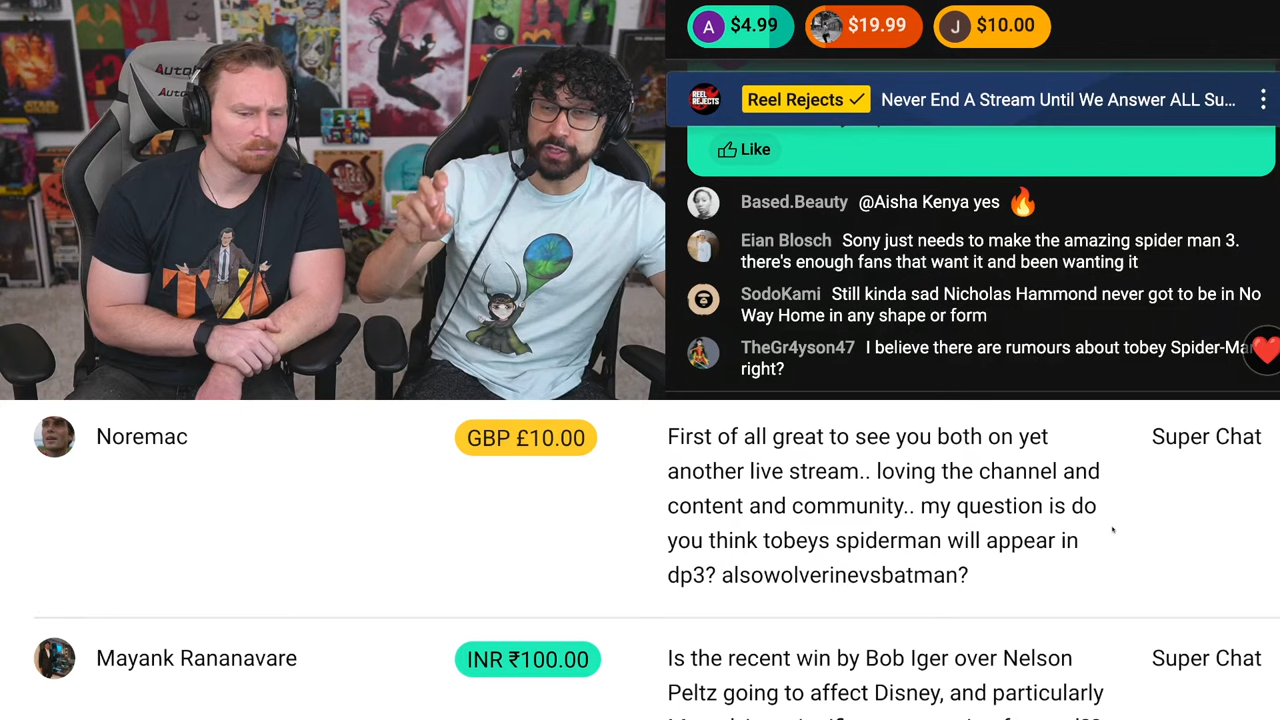 A $4.99
$19.99
J $10.00
REEL REJECTS
Reel Rejects Never End A Stream Until We Answer ALL Su...
Like
Based.Beauty @Aisha Kenya yes
Eian Blosch Sony just needs to make the amazing spider man 3.
there's enough fans that want it and been wanting it
SodoKami Still kinda sad Nicholas Hammond never got to be in No
Way Home in any shape or form
TheGr4yson47 I believe there are rumours about tobey Spider-Man
right?
Noremac GBP £10.00 First of all great to see you both on yet Super Chat
another live stream.. loving the channel and
content and community.. my question is do
you think tobeys spiderman will appear in
dp3? alsowolverinevsbatman?
Mayank Rananavare INR ₹100.00 Is the recent win by Bob Iger over Nelson Super Chat
Peltz going to affect Disney, and particularly